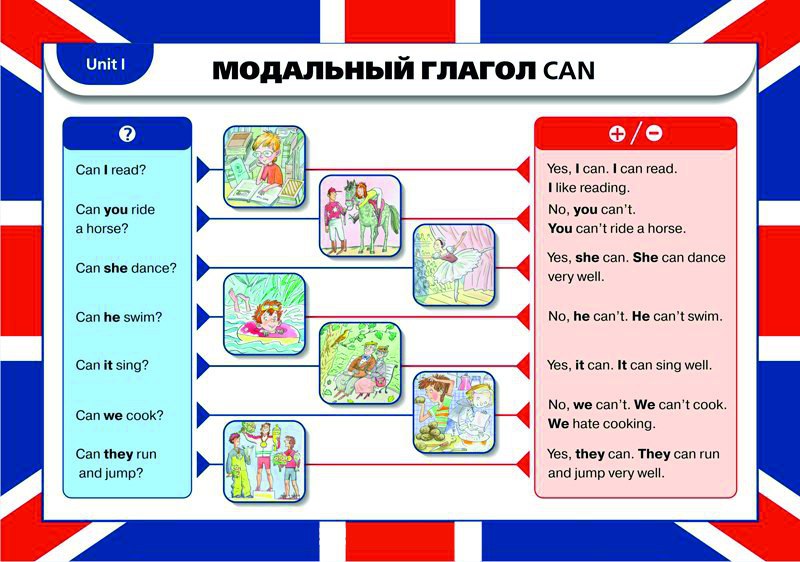 Unit I
МОДАЛЬНЫЙ ГЛАГОЛ CAN
?
+/−
Can I read?
Yes, I can. I can read.
I like reading.
Can you ride
a horse?
No, you can't.
You can't ride a horse.
Can she dance?
Yes, she can. She can dance
very well.
Can he swim?
No, he can't. He can't swim.
Can it sing?
Yes, it can. It can sing well.
Can we cook?
No, we can't. We can't cook.
We hate cooking.
Can they run
and jump?
Yes, they can. They can run
and jump very well.